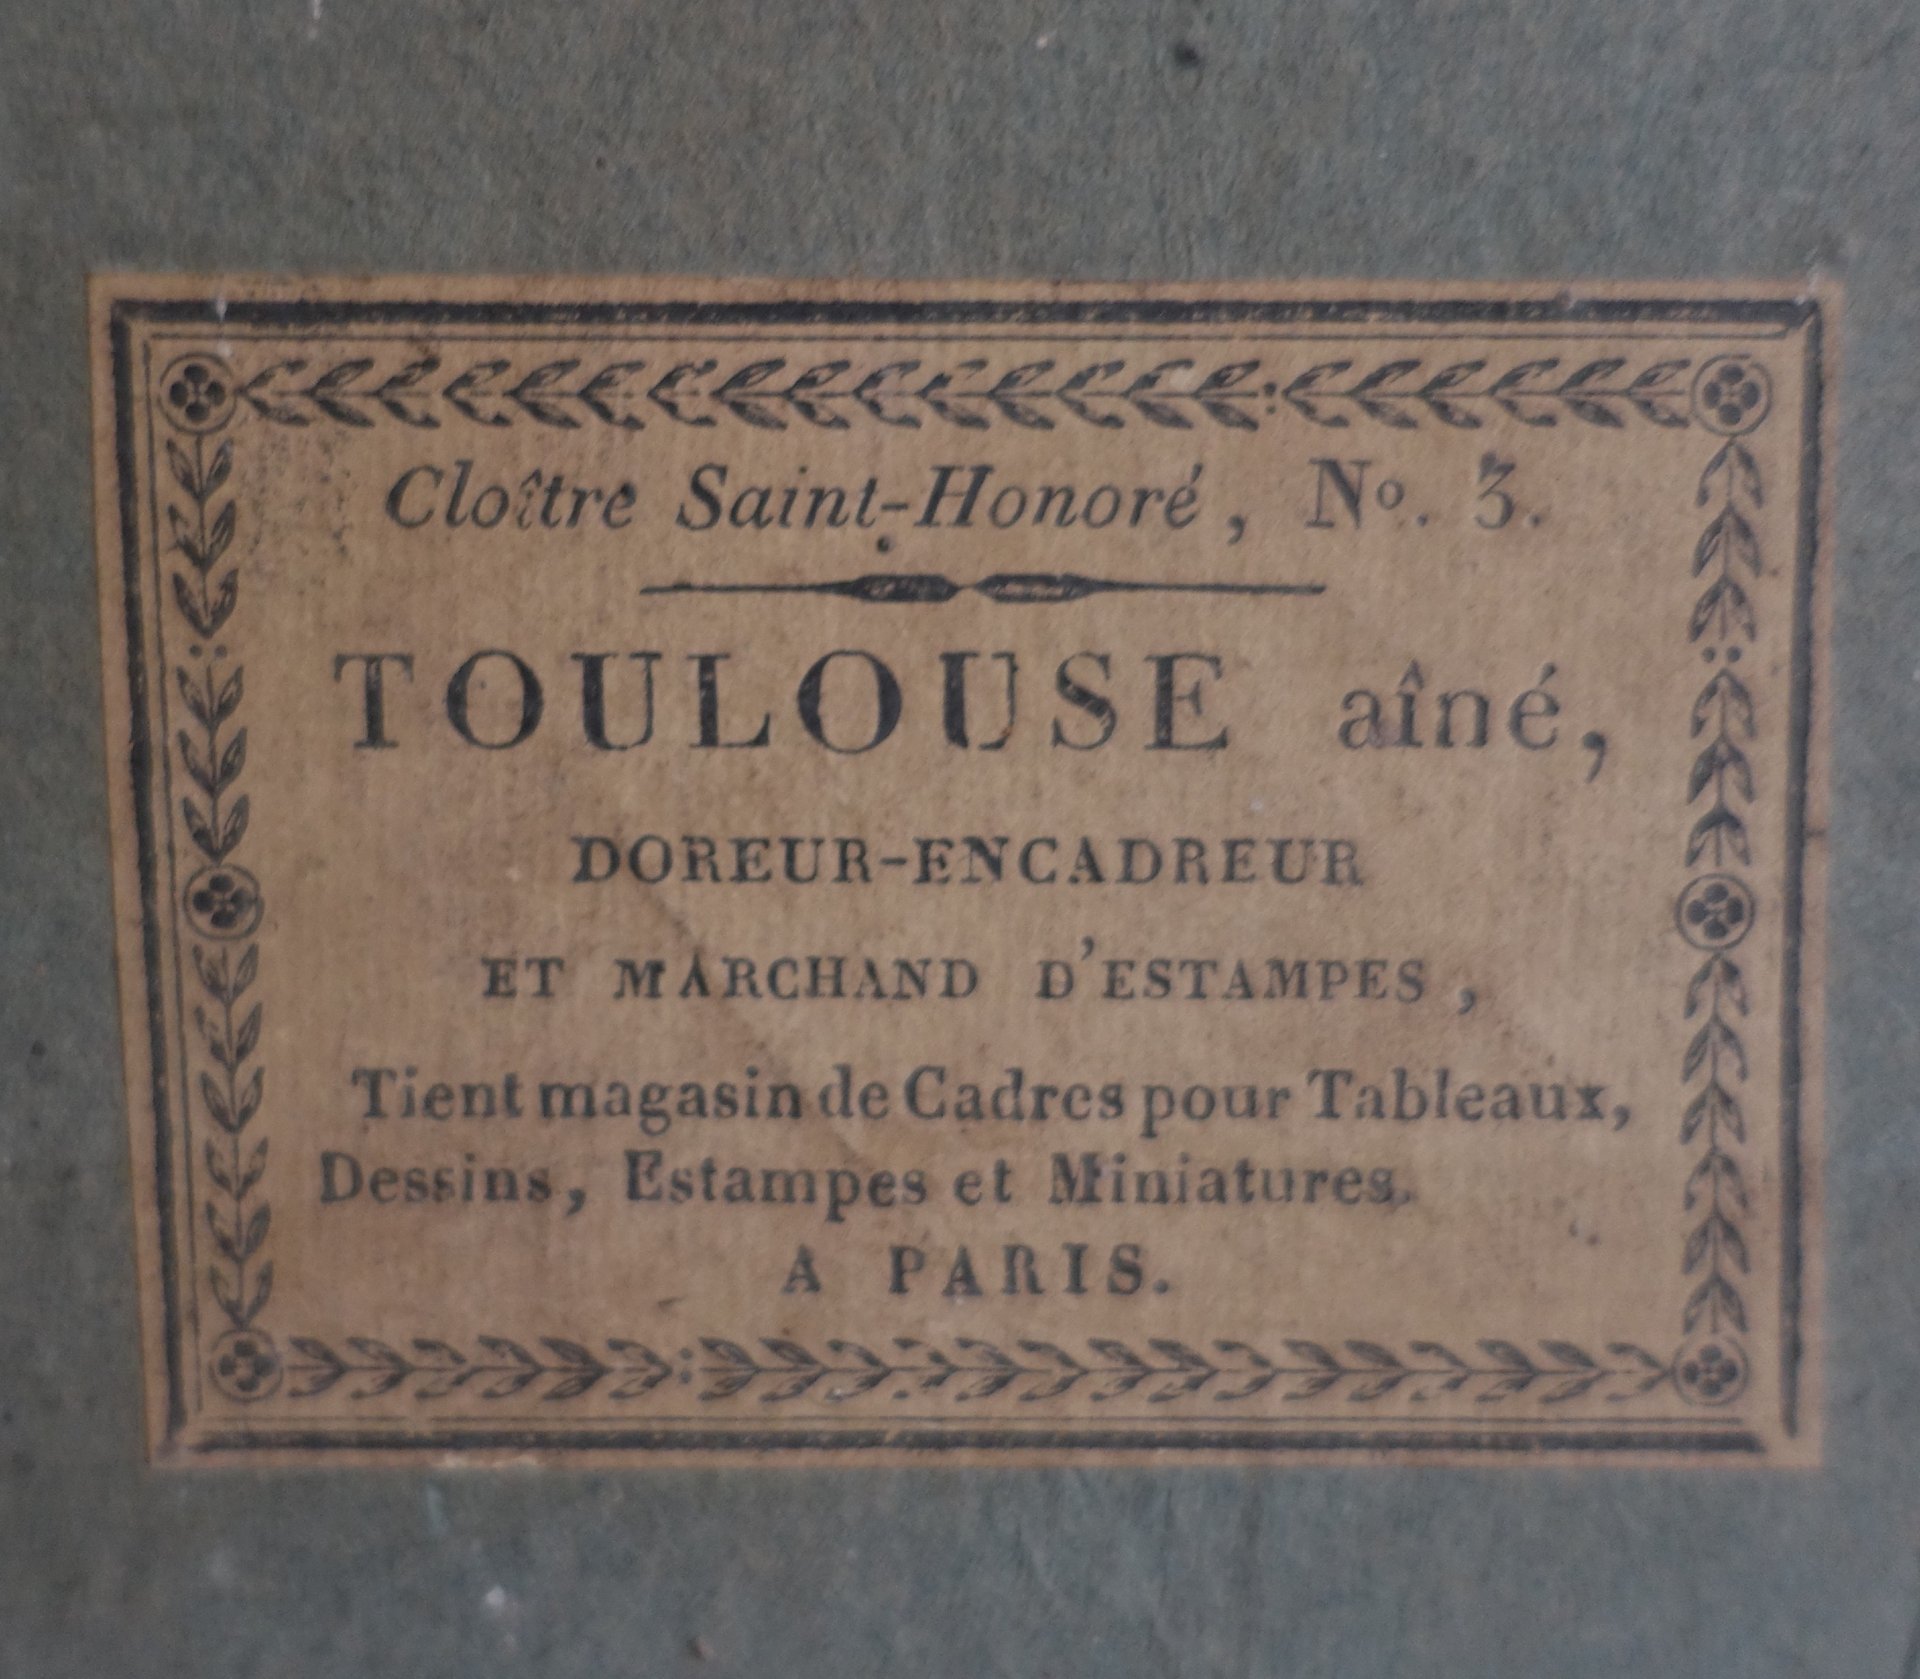 Cloître Saint-Honoré, No. 3.
TOULOUSE aîné,
DOREUR-ENCADREUR
ET MARCHAND D'ESTAMPES,
Tient magasin de Cadres pour Tableaux,
Dessins, Estampes et Miniatures.
A PARIS.